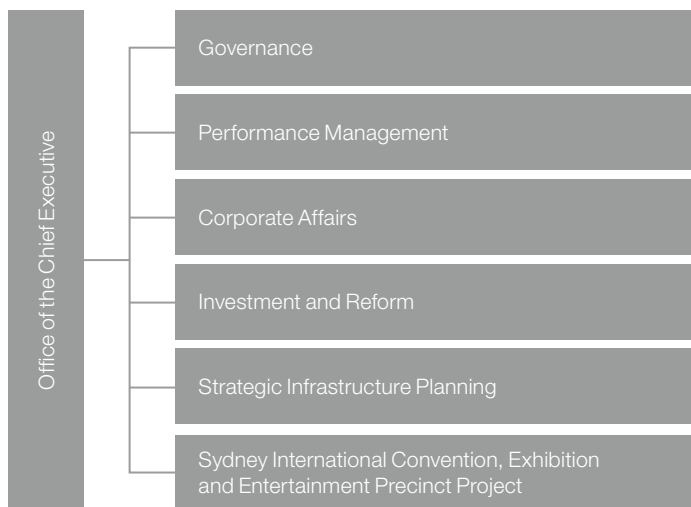 Office of the Chief Executive
Governance
Performance Management
Corporate Affairs
Investment and Reform
Strategic Infrastructure Planning
Sydney International Convention, Exhibition
and Entertainment Precinct Project